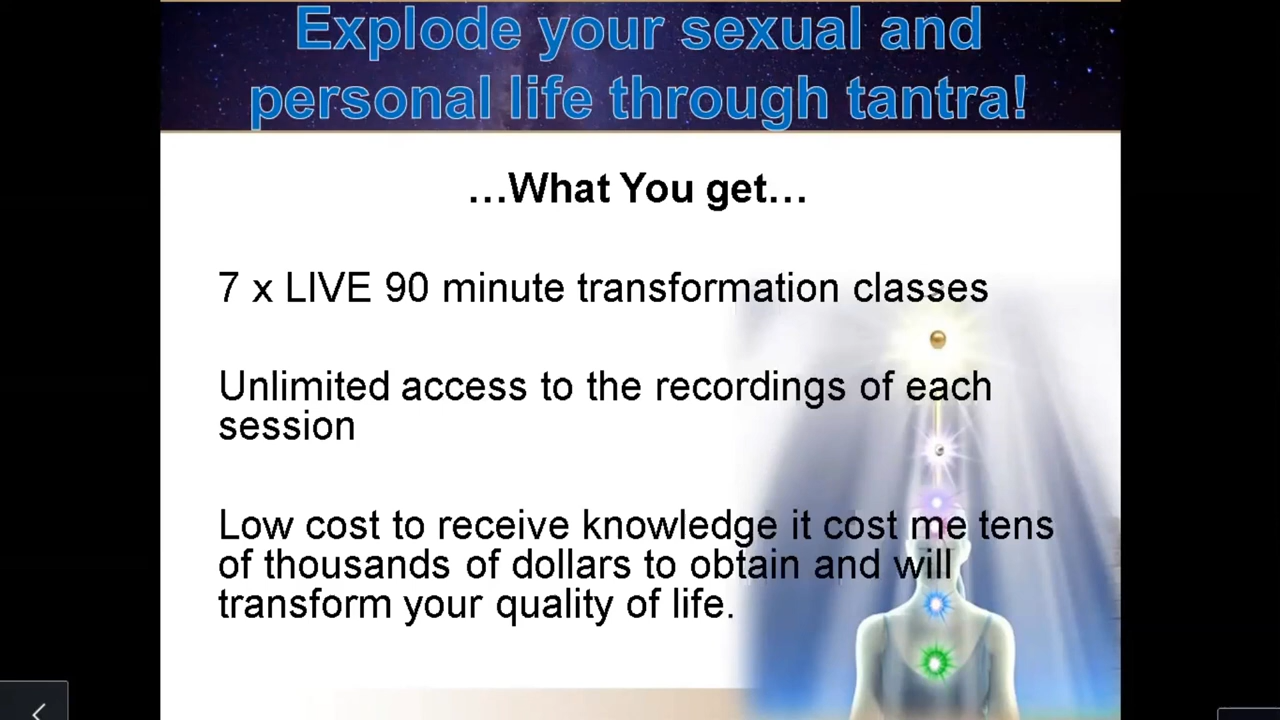 Explode your sexual and
personal life through tantra!
…What You get…
7 x LIVE 90 minute transformation classes
Unlimited access to the recordings of each
session
Low cost to receive knowledge it cost me tens
of thousands of dollars to obtain and will
transform your quality of life.